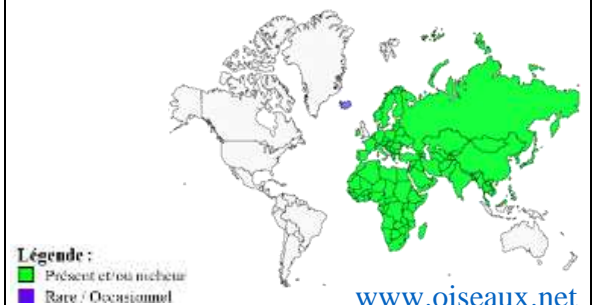 Légende :
Présent et/ou nicheur
Rare / Occasionnel
www.oiseaux.net